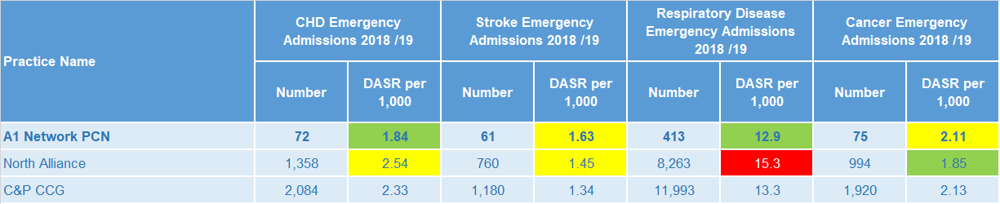 Practice Name
CHD Emergency
Admissions 2018 /19
Stroke Emergency
Admissions 2018 /19
Respiratory Disease
Emergency Admissions
2018 /19
Cancer Emergency
Admissions 2018 /19
Number
DASR per
1,000
Number
DASR per
1,000
Number
DASR per
1,000
Number
DASR per
1,000
A1 Network PCN 72 1.84 61 1.63 413 12.9 75 2.11
North Alliance 1,358 2.54 760 1.45 8,263 15.3 994 1.85
C&P CCG 2,084 2.33 1,180 1.34 11,993 13.3 1,920 2.13